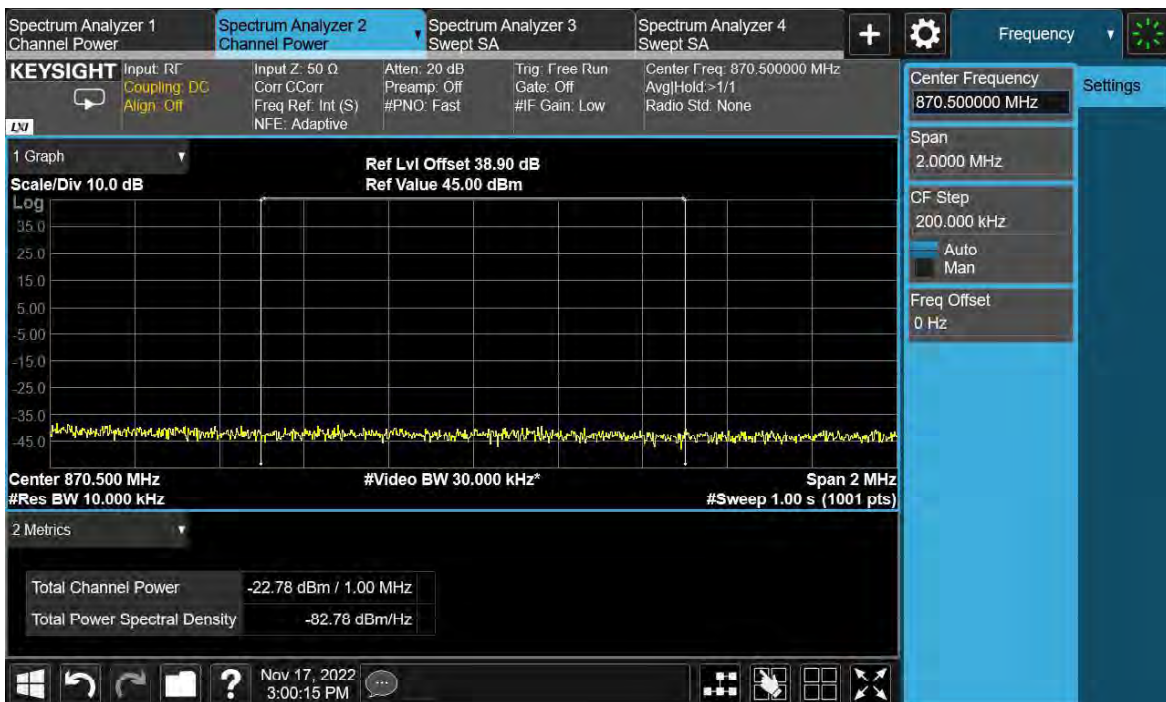 Spectrum Analyzer 1
Channel Power
Spectrum Analyzer 2
Channel Power
Spectrum Analyzer 3
Swept SA
Spectrum Analyzer 4
Swept SA
+
Frequency
KEYSIGHT
LXI
Input: RF
Coupling: DC
Align: Off
Input Z: 50 Ω
Corr CCorr
Freq Ref: Int (S)
NFE: Adaptive
Atten: 20 dB
Preamp: Off
#PNO: Fast
Trig: Free Run
Gate: Off
#IF Gain: Low
Center Freq: 870.500000 MHz
Avg|Hold:>1/1
Radio Std: None
Center Frequency
870.500000 MHz
Settings
Span
2.0000 MHz
CF Step
200.000 kHz
Auto
Man
Freq Offset
0 Hz
1 Graph
Scale/Div 10.0 dB
Ref Lvl Offset 38.90 dB
Ref Value 45.00 dBm
Log
35.0
25.0
15.0
5.00
-5.00
-15.0
-25.0
-35.0
-45.0
Center 870.500 MHz
#Res BW 10.000 kHz
#Video BW 30.000 kHz*
Span 2 MHz
#Sweep 1.00 s (1001 pts)
2 Metrics
Total Channel Power -22.78 dBm / 1.00 MHz
Total Power Spectral Density -82.78 dBm/Hz
?
Nov 17, 2022
3:00:15 PM